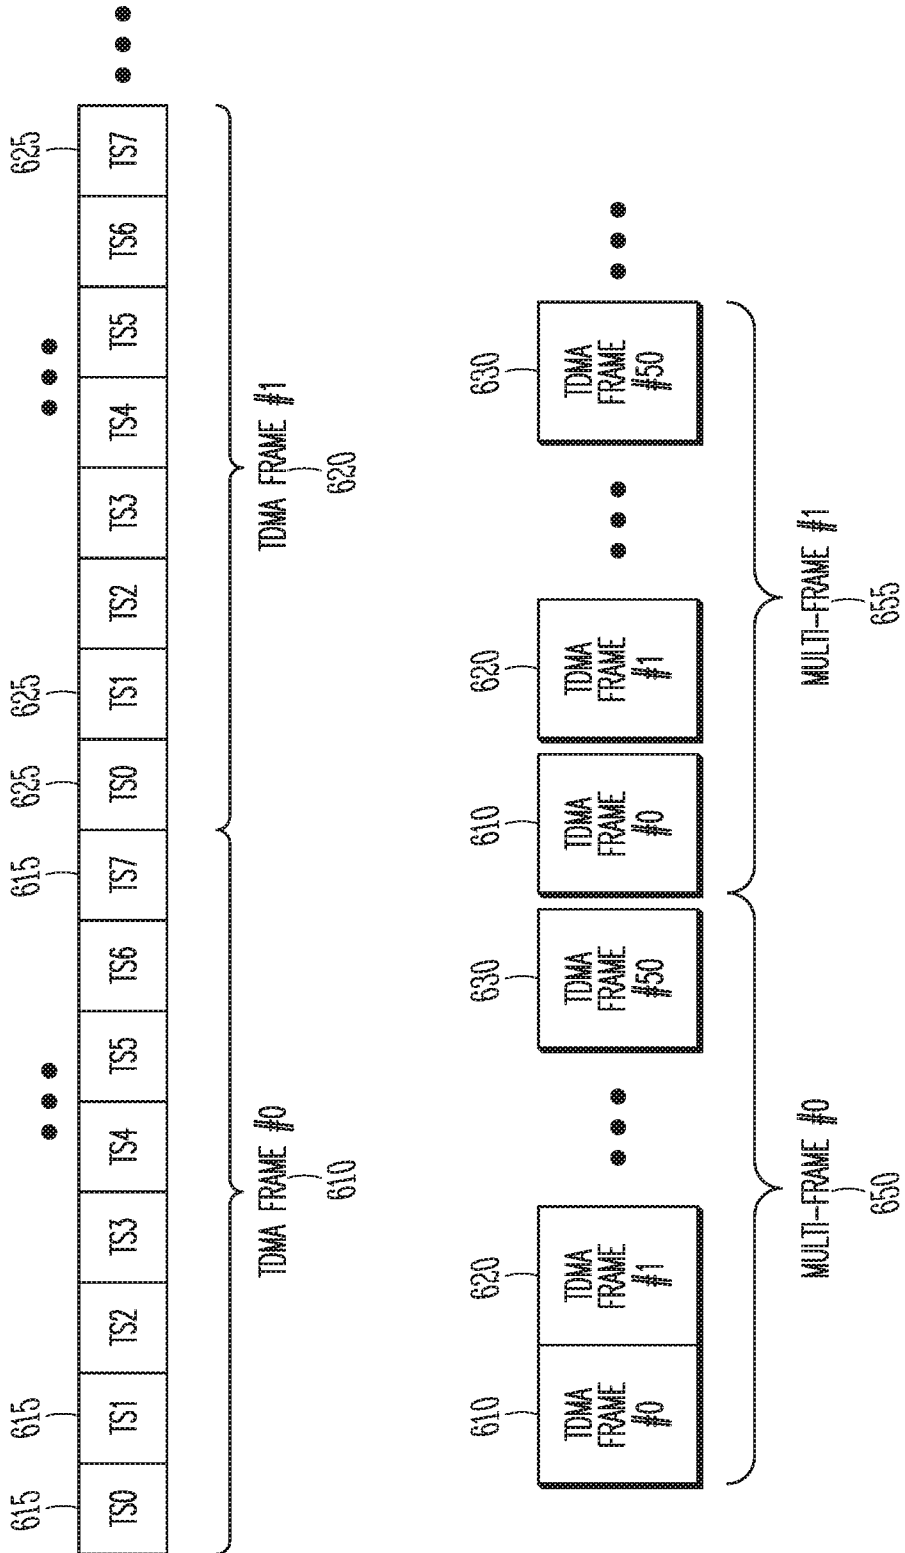 615 615 615 625 625 625
TS0 TS1 TS2 TS3 TS4 TS5 TS6 TS7 TS0 TS1 TS2 TS3 TS4 TS5 TS6 TS7
TDMA FRAME #0 TDMA FRAME #1
610 620
610 620 630 610 620 630
TDMA TDMA TDMA TDMA TDMA TDMA
FRAME FRAME FRAME FRAME FRAME FRAME
#0 #1 #50 #0 #1 #50
MULTI-FRAME #0 MULTI-FRAME #1
650 655